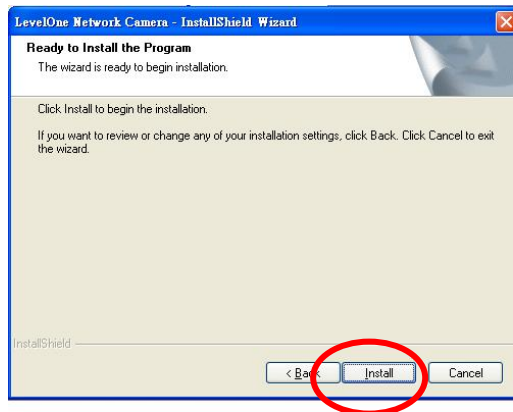 LevelOne Network Camera - InstallShield Wizard
Ready to Install the Program
The wizard is ready to begin installation.
Click Install to begin the installation.
If you want to review or change any of your installation settings, click Back. Click Cancel to exit
the wizard.
InstallShield
< Back Install Cancel